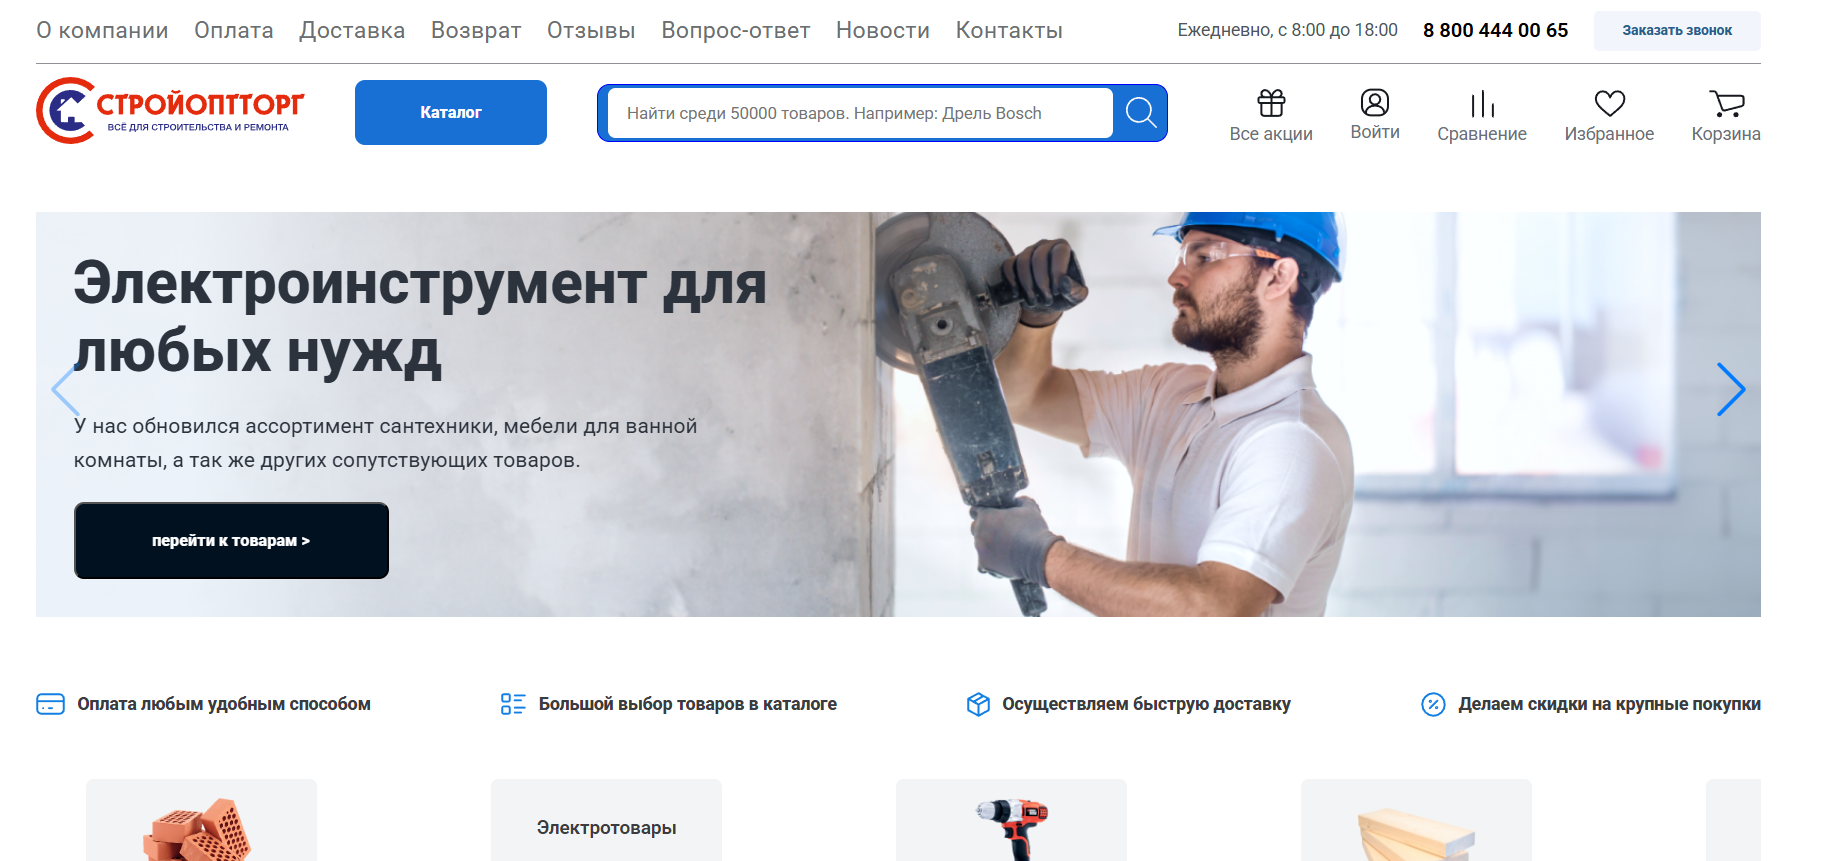 О компании Оплата Доставка Возврат Отзывы Вопрос-ответ Новости Контакты Ежедневно, с 8:00 до 18:00 8 800 444 00 65 Заказать звонок
СТРОЙОПТТОРГ
ВСЁ ДЛЯ СТРОИТЕЛЬСТВА И РЕМОНТА
Каталог
Найти среди 50000 товаров. Например: Дрель Bosch
Все акции Войти Сравнение Избранное Корзина
Электроинструмент для
любых нужд
У нас обновился ассортимент сантехники, мебели для ванной
комнаты, а так же других сопутствующих товаров.
перейти к товарам >
Оплата любым удобным способом Большой выбор товаров в каталоге Осуществляем быструю доставку Делаем скидки на крупные покупки
Электротовары